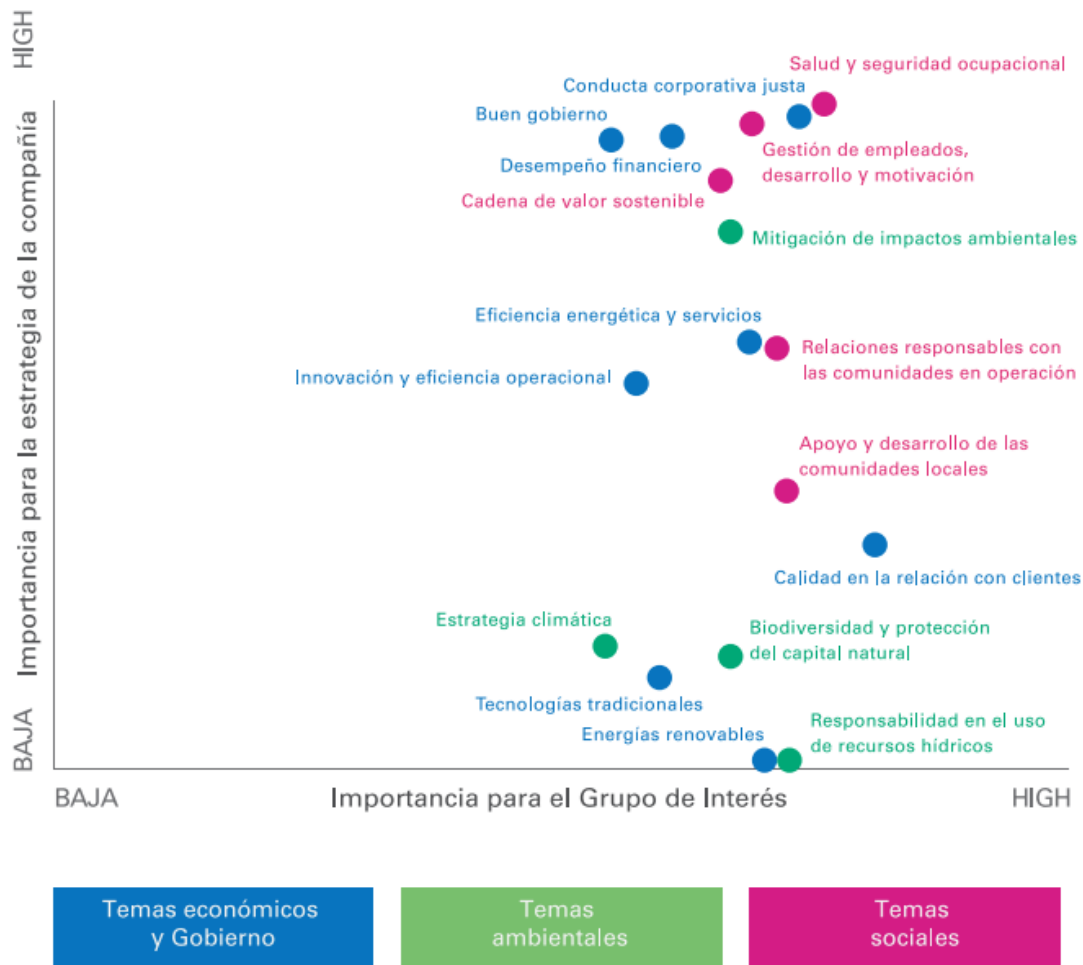 HIGH
Importancia para la estrategia de la compañía
BAJA
Salud y seguridad ocupacional
Conducta corporativa justa
Buen gobierno
Desempeño financiero
Gestión de empleados,
desarrollo y motivación
Cadena de valor sostenible
Mitigación de impactos ambientales
Eficiencia energética y servicios
Relaciones responsables con
las comunidades en operación
Innovación y eficiencia operacional
Apoyo y desarrollo de las
comunidades locales
Calidad en la relación con clientes
Estrategia climática
Biodiversidad y protección
del capital natural
Tecnologías tradicionales
Energías renovables
Responsabilidad en el uso
de recursos hídricos
BAJA
Importancia para el Grupo de Interés
HIGH
Temas económicos
y Gobierno
Temas
ambientales
Temas
sociales